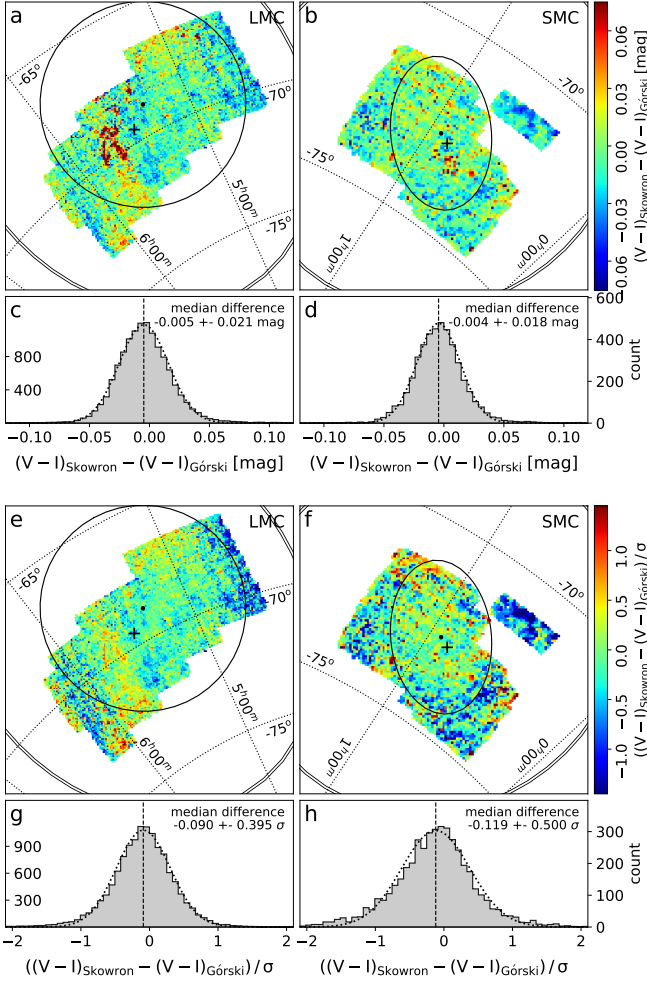 a LMC
-65°
-70°
-75°
5ʰ00ᵐ
6ʰ00ᵐ
b SMC
-70°
-75°
1ʰ00ᵐ
0ʰ00ᵐ
0.06
0.03
0.00
−0.03
0.06
(V − I)Skowron − (V − I)Górski [mag]
c
median difference
-0.005 +- 0.021 mag
800
400
−0.10 −0.05 0.00 0.05 0.10
(V − I)Skowron − (V − I)Górski [mag]
d
median difference
-0.004 +- 0.018 mag
600
400
200
0
count
−0.10 −0.05 0.00 0.05 0.10
(V − I)Skowron − (V − I)Górski [mag]
e LMC
-65°
-70°
-75°
5ʰ00ᵐ
6ʰ00ᵐ
f SMC
-70°
-75°
1ʰ00ᵐ
0ʰ00ᵐ
1.0
0.5
0.0
−0.5
−1.0
((V − I)Skowron − (V − I)Górski) / σ
g
median difference
-0.090 +- 0.395 σ
900
600
300
−2 −1 0 1 2
((V − I)Skowron − (V − I)Górski) / σ
h
median difference
-0.119 +- 0.500 σ
300
200
100
0
count
−2 −1 0 1 2
((V − I)Skowron − (V − I)Górski) / σ